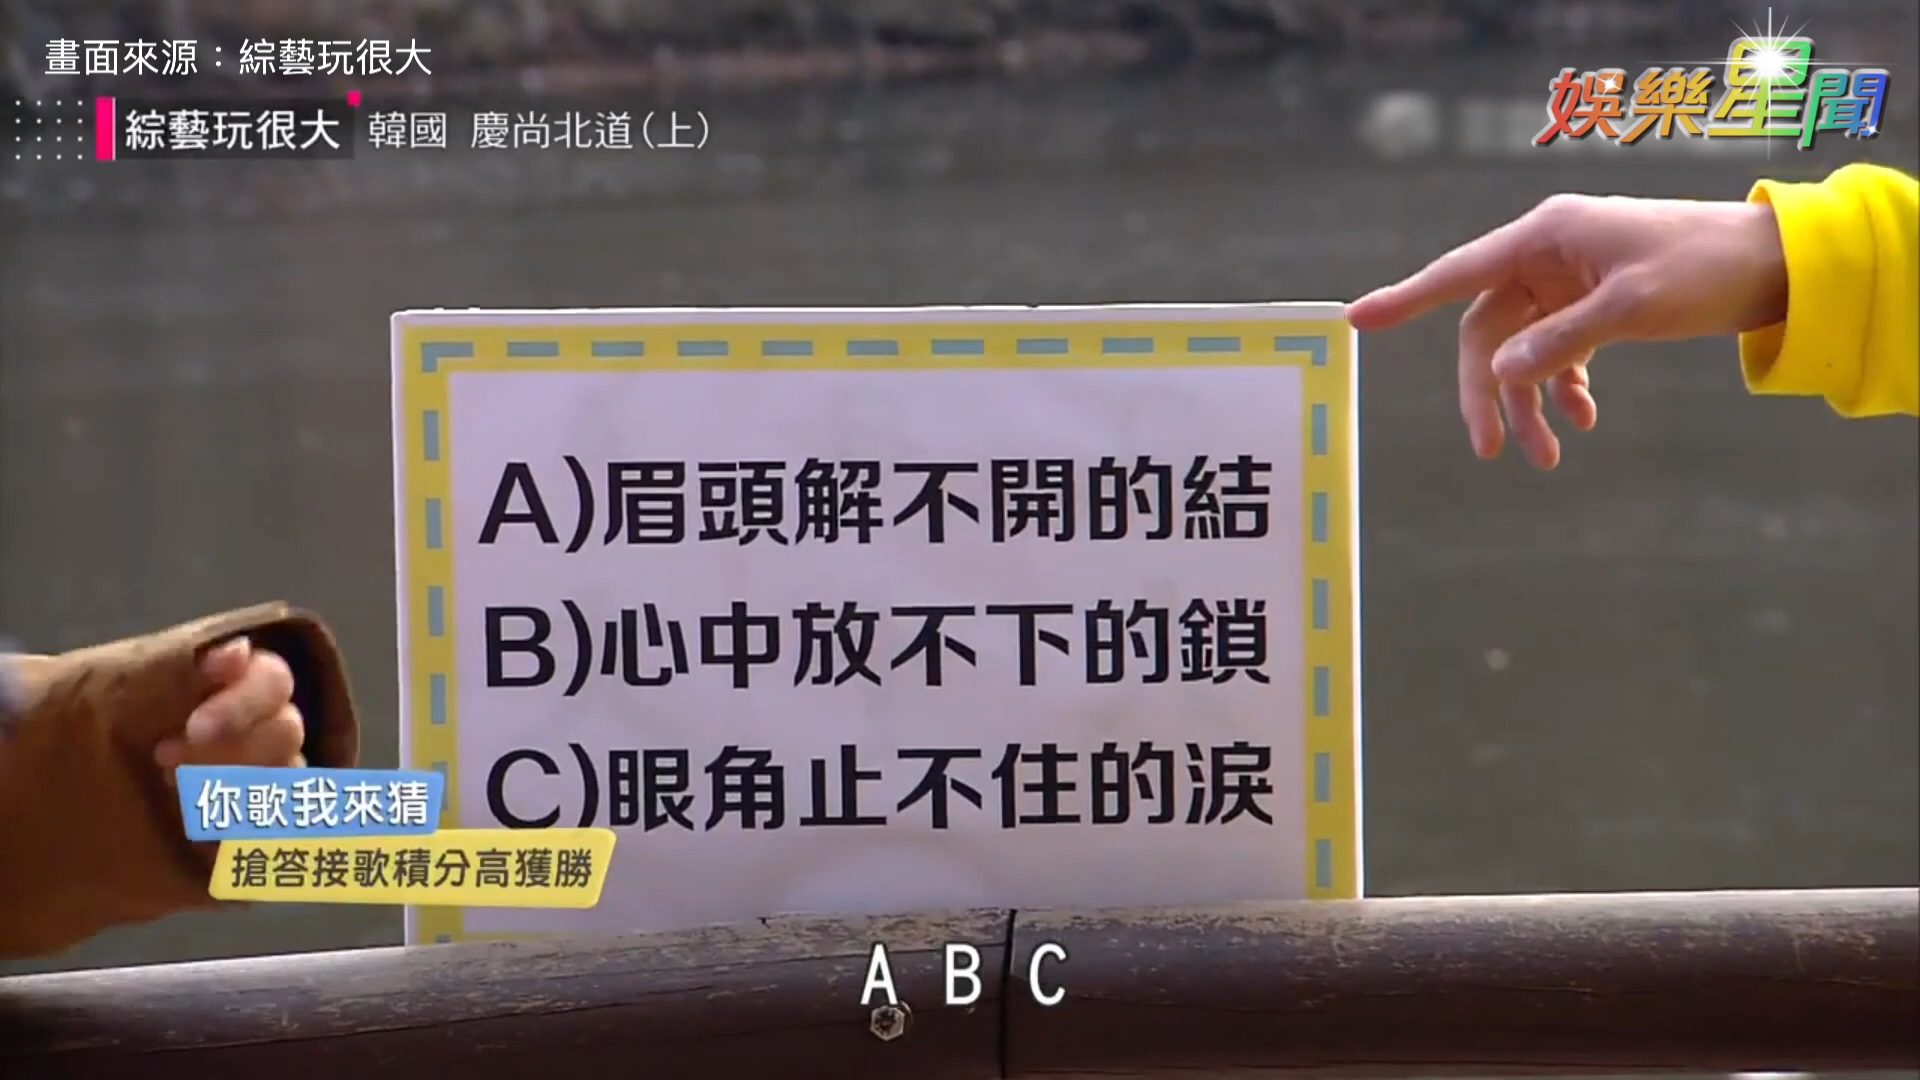 畫面來源：綜藝玩很大
娛樂星聞
綜藝玩很大 韓國 慶尚北道(上)
A)眉頭解不開的結
B)心中放不下的鎖
C)眼角止不住的淚
你歌我來猜
搶答接歌積分高獲勝
A B C